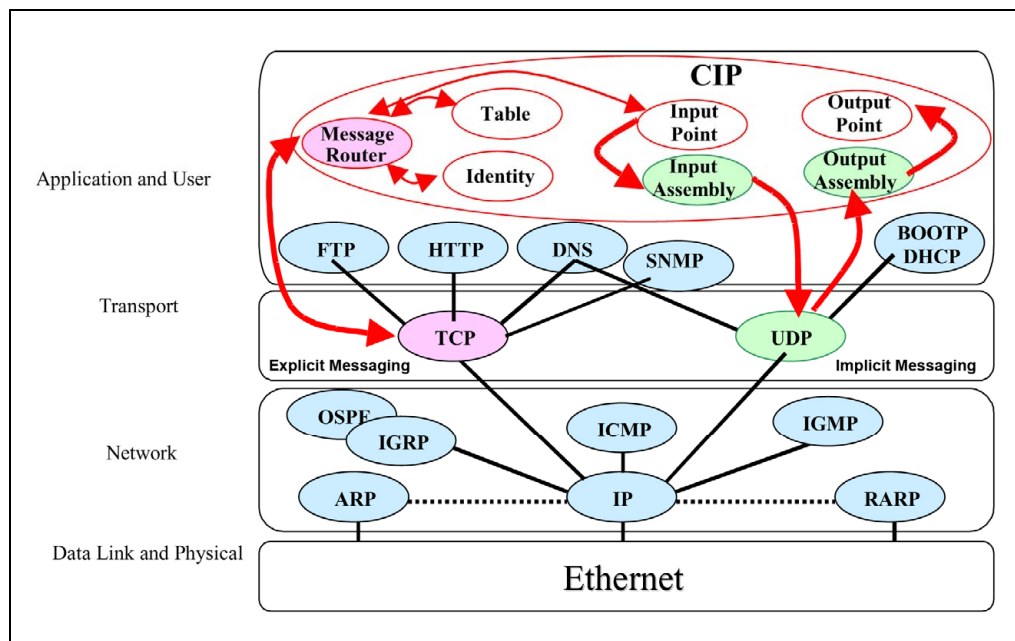 CIP
Table
Input
Point
Output
Point
Message
Router
Input
Assembly
Output
Assembly
Identity
Application and User
FTP
HTTP
DNS
SNMP
BOOTP
DHCP
Transport
TCP
UDP
Explicit Messaging
Implicit Messaging
OSPF
IGRP
ICMP
IGMP
Network
ARP
IP
RARP
Data Link and Physical
Ethernet